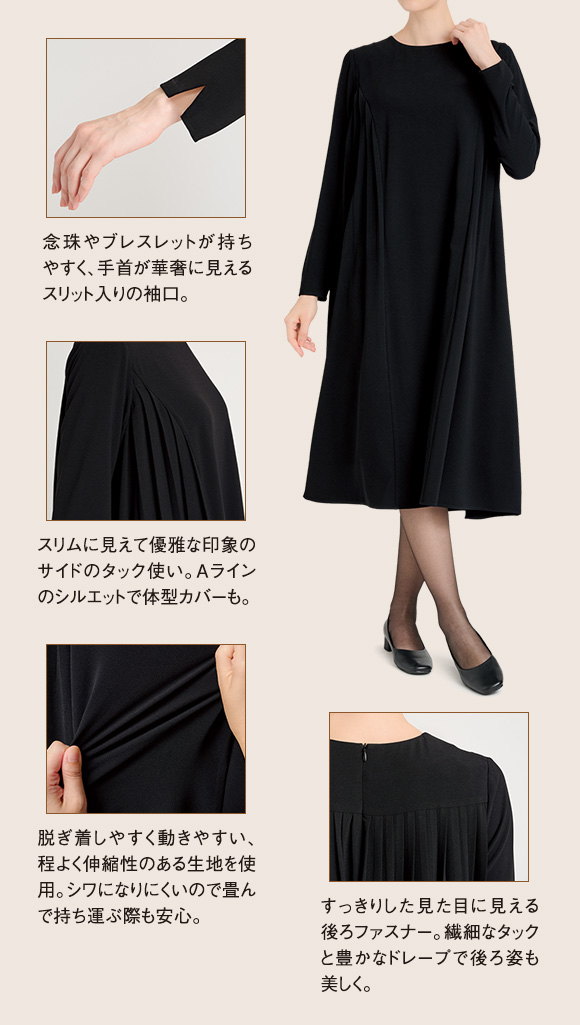 念珠やブレスレットが持ち
やすく、手首が華奢に見える
スリット入りの袖口。
スリムに見えて優雅な印象の
サイドのタック使い。Aライン
のシルエットで体型カバーも。
脱ぎ着しやすく動きやすい、
程よく伸縮性のある生地を使
用。シワになりにくいので畳ん
で持ち運ぶ際も安心。
すっきりした見た目に見える
後ろファスナー。繊細なタック
と豊かなドレープで後ろ姿も
美しく。